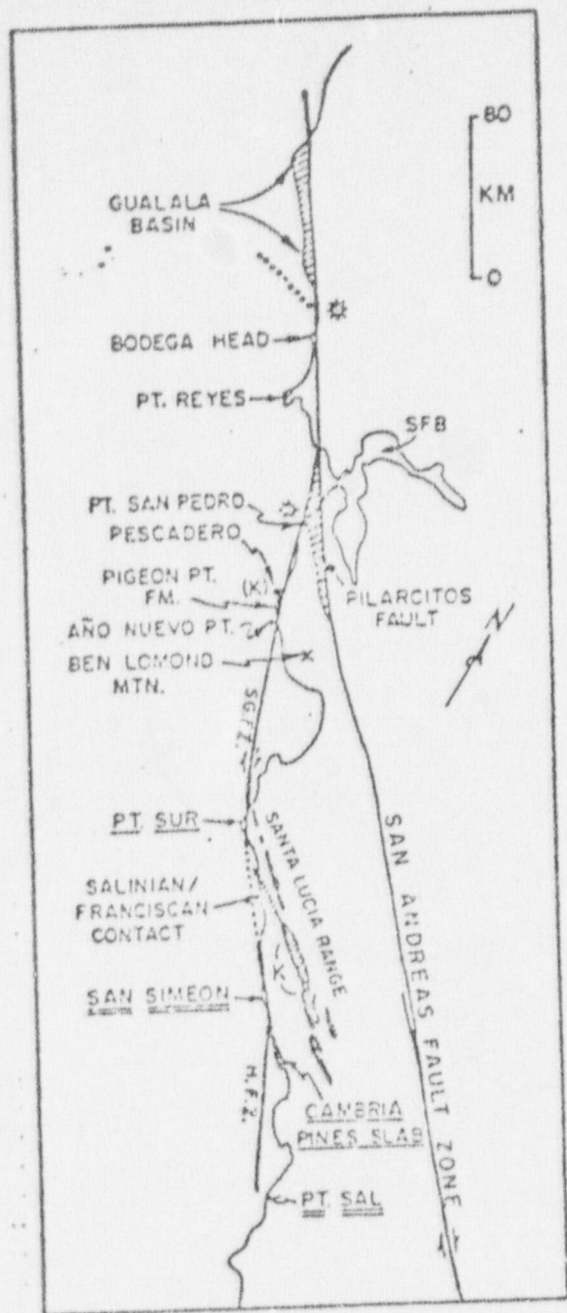 80
KM
0
GUALALA
BASIN
BODEGA HEAD
PT. REYES
SFB
PT. SAN PEDRO
PESCADERO
PIGEON PT.
FM.
(X)
PILARCITOS
FAULT
AÑO NUEVO PT.
?
BEN LOMOND
MTN.
X
N
S.G.F.Z.
PT. SUR
SANTA LUCIA RANGE
SALINIAN/
FRANCISCAN
CONTACT
X
SAN ANDREAS FAULT ZONE
SAN SIMEON
H.F.Z.
CAMBRIA
PINES SLAB
PT. SAL